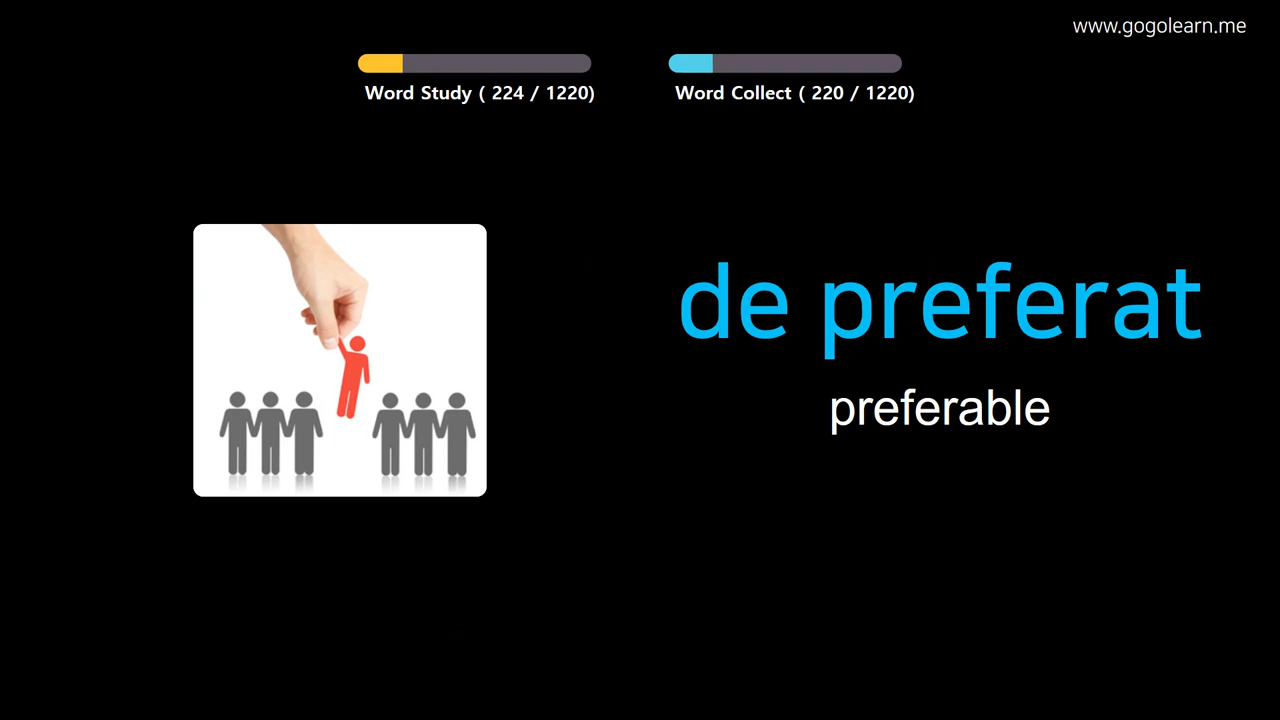 www.gogolearn.me
Word Study ( 224 / 1220)
Word Collect ( 220 / 1220)
de preferat
preferable